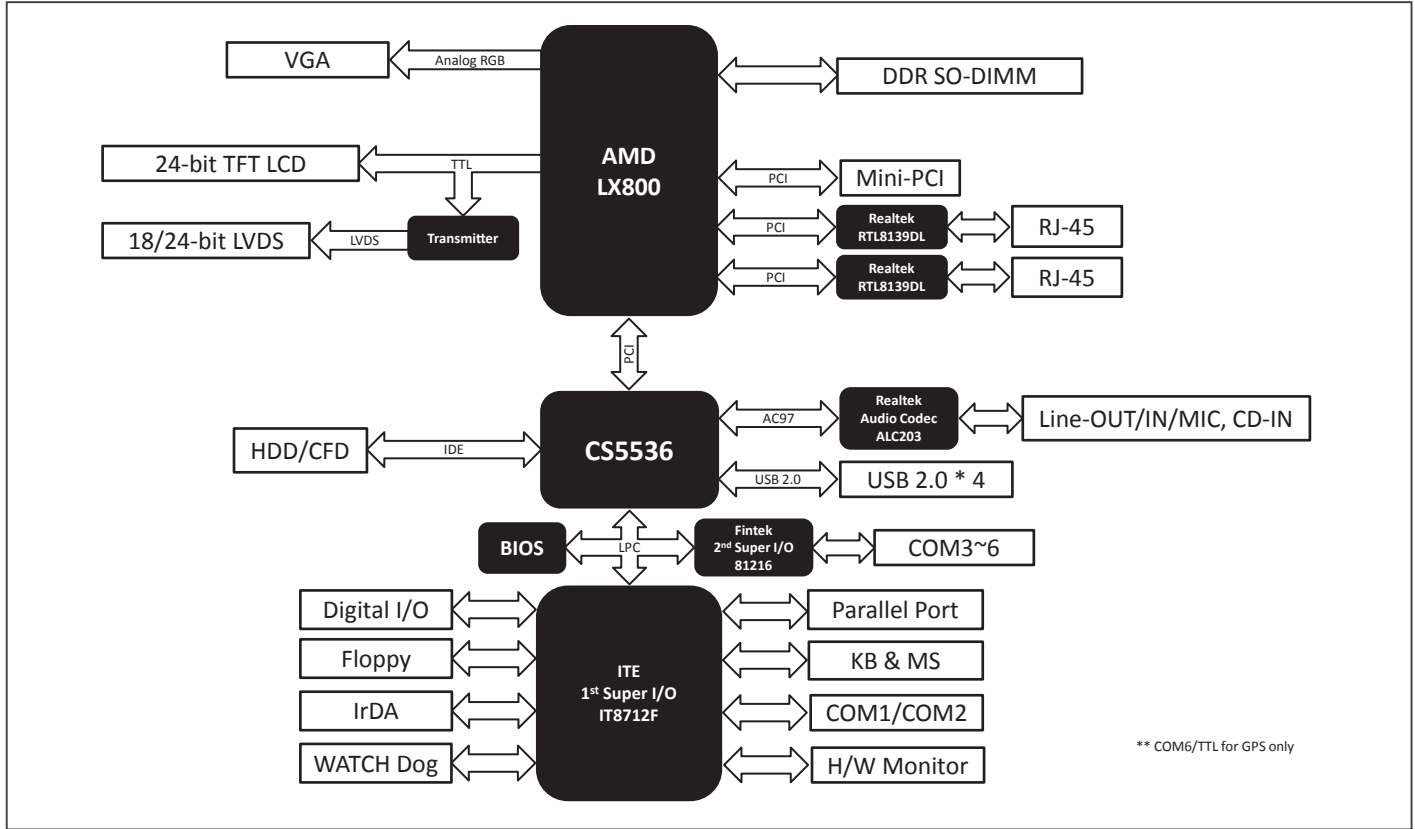 VGA
Analog RGB
DDR SO-DIMM
AMD
LX800
24-bit TFT LCD
TTL
PCI
Mini-PCI
18/24-bit LVDS
LVDS
Transmitter
PCI
Realtek
RTL8139DL
RJ-45
PCI
Realtek
RTL8139DL
RJ-45
PCI
HDD/CFD
IDE
CS5536
AC97
Realtek
Audio Codec
ALC203
Line-OUT/IN/MIC, CD-IN
USB 2.0
USB 2.0 * 4
BIOS
LPC
Fintek
2nd Super I/O
81216
COM3~6
Digital I/O
Floppy
IrDA
WATCH Dog
ITE
1st Super I/O
IT8712F
Parallel Port
KB & MS
COM1/COM2
H/W Monitor
** COM6/TTL for GPS only